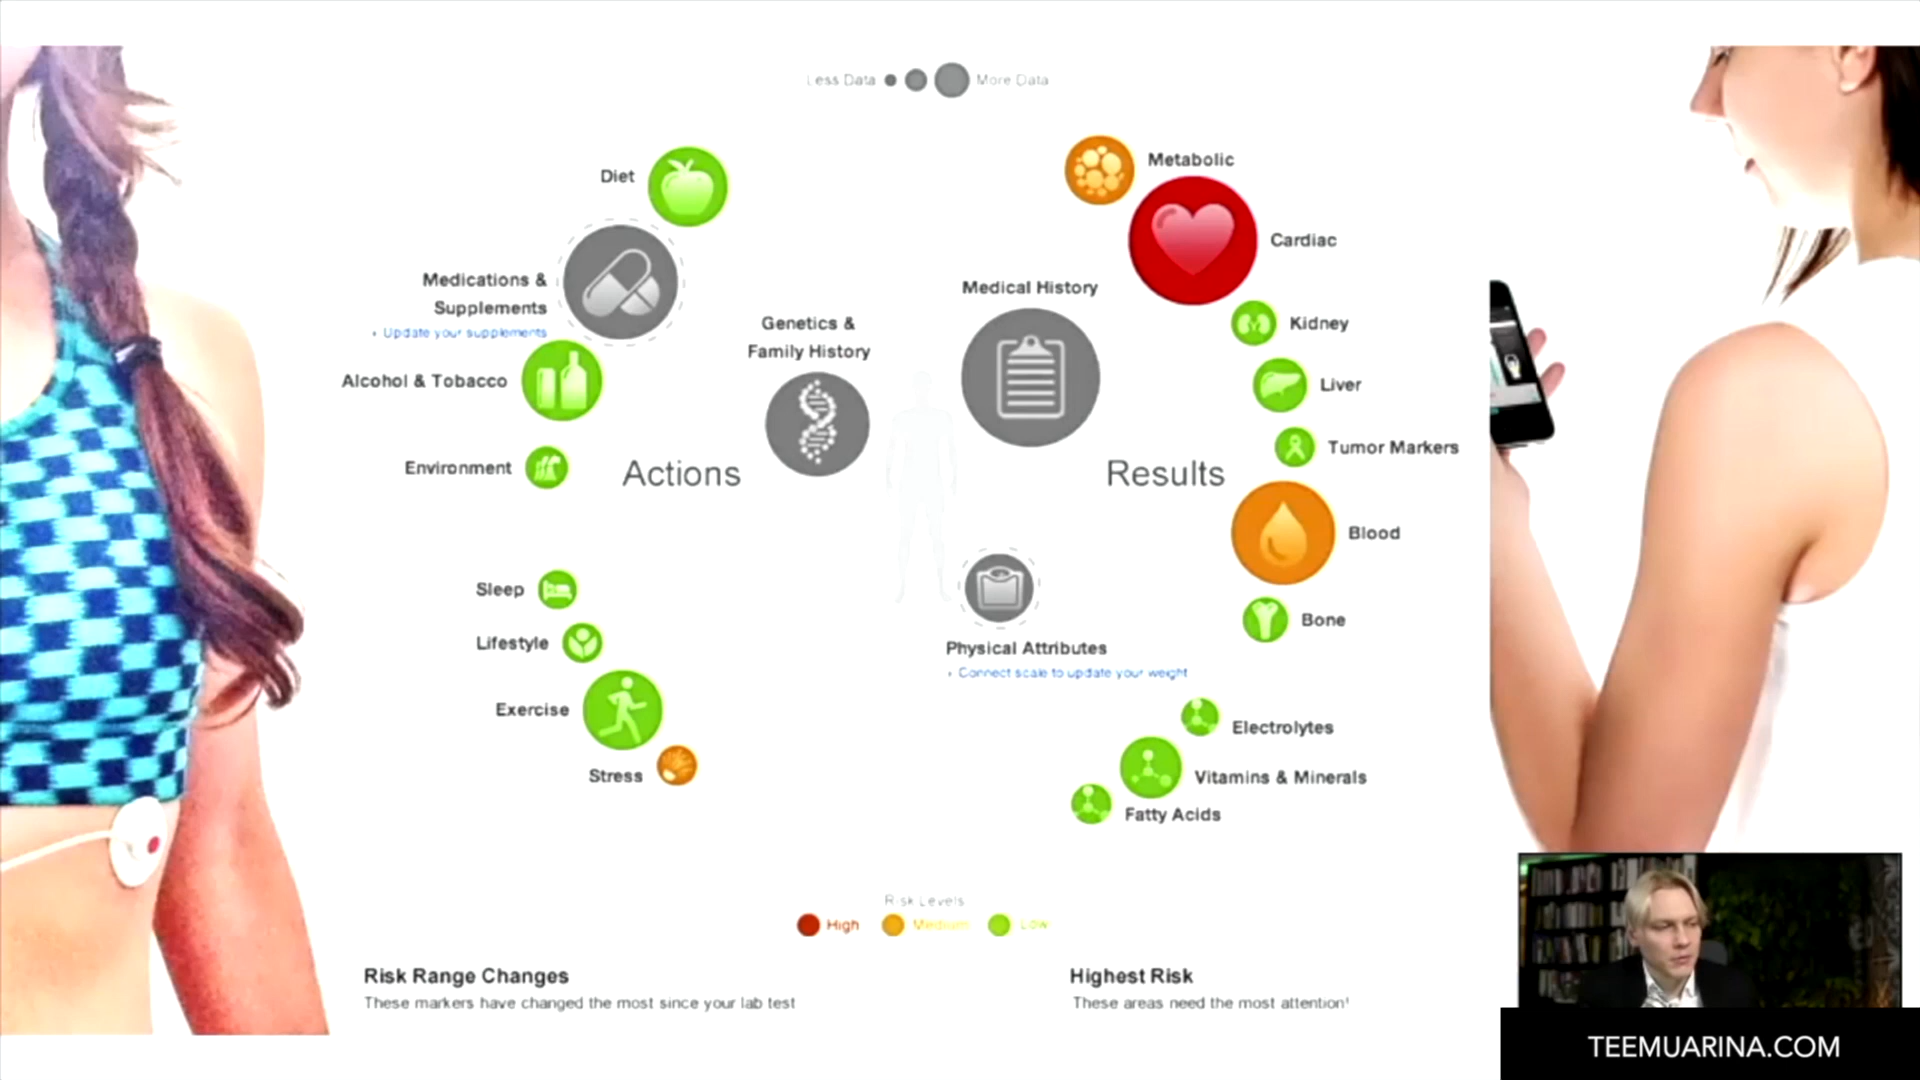 Less Data
More Data
Diet
Medications &
Supplements
Update your supplements
Alcohol & Tobacco
Environment
Actions
Sleep
Lifestyle
Exercise
Stress
Genetics &
Family History
Medical History
Physical Attributes
Connect scale to update your weight
Results
Metabolic
Cardiac
Kidney
Liver
Tumor Markers
Blood
Bone
Electrolytes
Vitamins & Minerals
Fatty Acids
Risk Levels
High
Medium
Low
Risk Range Changes
These markers have changed the most since your lab test
Highest Risk
These areas need the most attention!
TEEMUARINA.COM